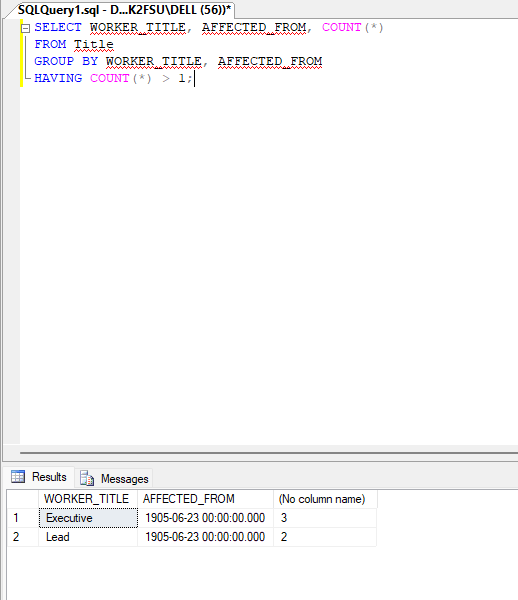 SQLQuery1.sql - D...K2FSU\DELL (56))*
SELECT WORKER_TITLE, AFFECTED_FROM, COUNT(*)
FROM Title
GROUP BY WORKER_TITLE, AFFECTED_FROM
HAVING COUNT(*) > 1;
Results Messages
WORKER_TITLE AFFECTED_FROM (No column name)
1 Executive 1905-06-23 00:00:00.000 3
2 Lead 1905-06-23 00:00:00.000 2